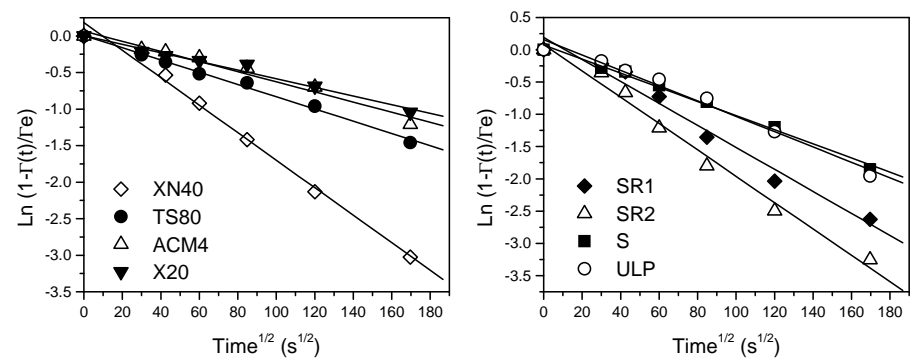 0.0
-0.5
-1.0
-1.5
-2.0
-2.5
-3.0
-3.5
Ln (1-Γ(t)/Γe)
XN40
TS80
ACM4
X20
0 20 40 60 80 100 120 140 160 180
Time1/2 (s1/2)
0.5
0.0
-0.5
-1.0
-1.5
-2.0
-2.5
-3.0
-3.5
Ln (1-Γ(t)/Γe)
SR1
SR2
S
ULP
0 20 40 60 80 100 120 140 160 180
Time1/2 (s1/2)